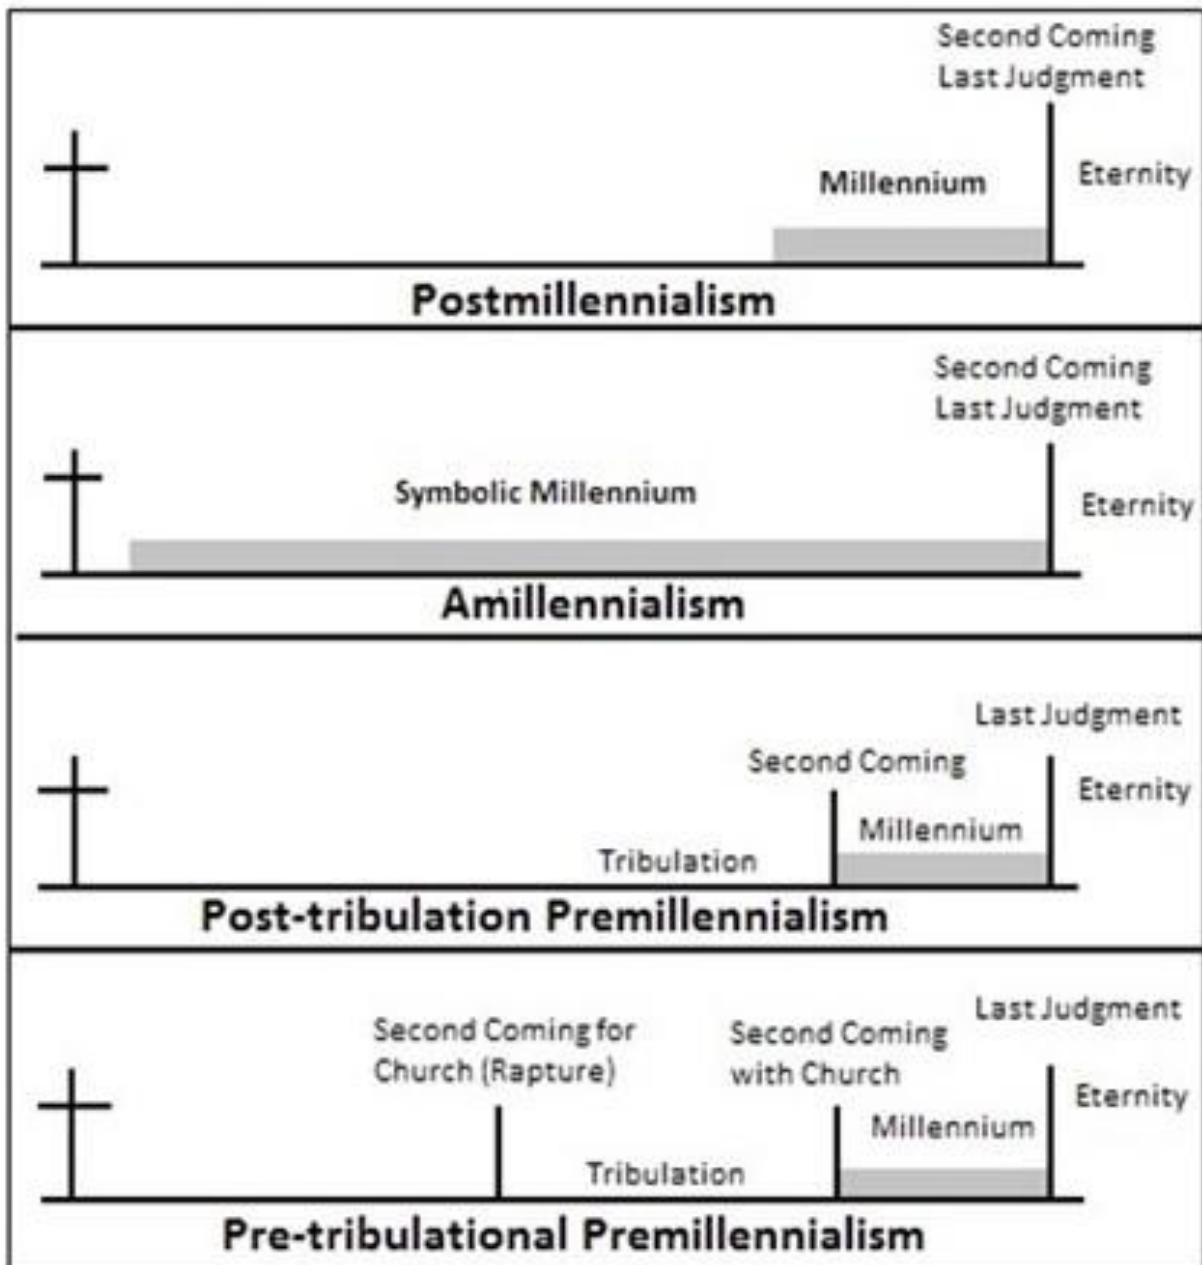 Second Coming
Last Judgment
Millennium
Eternity
Postmillennialism
Second Coming
Last Judgment
Symbolic Millennium
Eternity
Amillennialism
Last Judgment
Second Coming
Eternity
Millennium
Tribulation
Post-tribulation Premillennialism
Last Judgment
Second Coming for
Church (Rapture)
Second Coming
with Church
Eternity
Millennium
Tribulation
Pre-tribulational Premillennialism